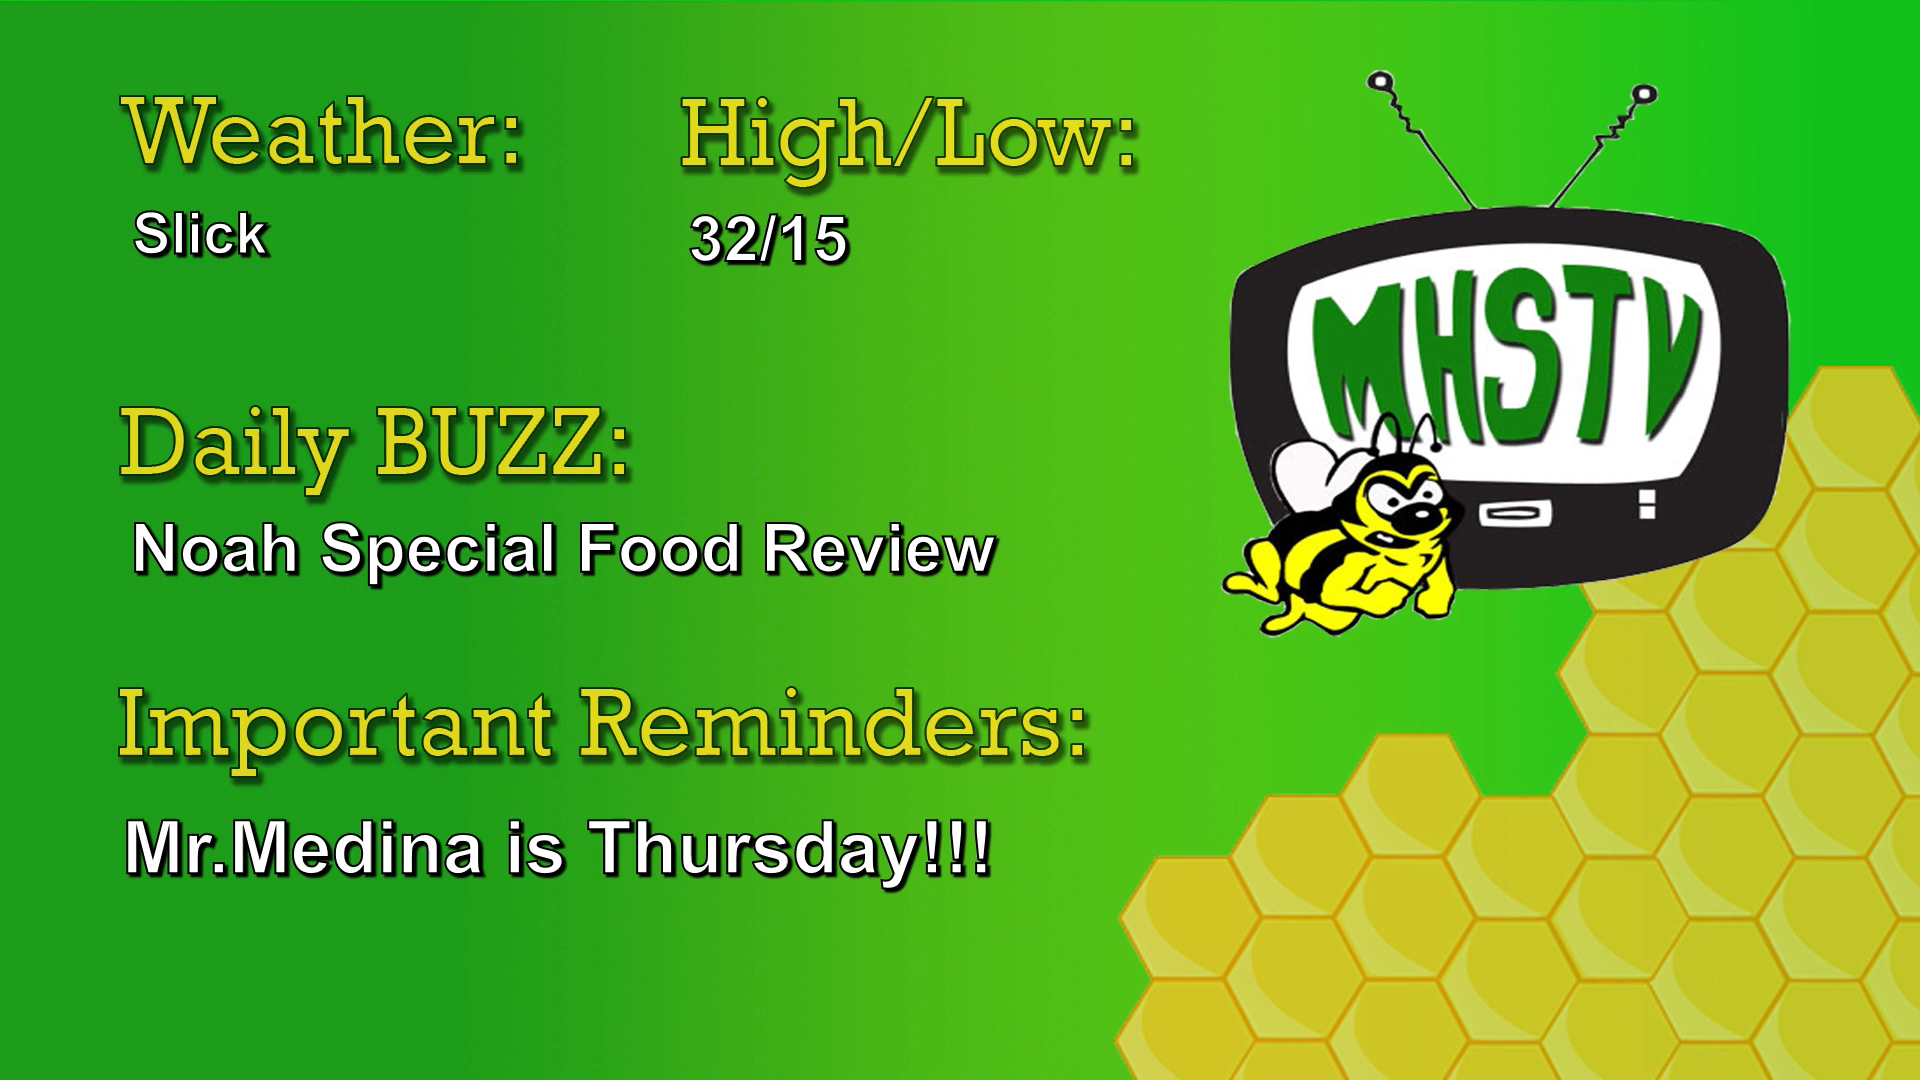 Weather:
High/Low:
Slick
32/15
MHSTV
Daily BUZZ:
Noah Special Food Review
Important Reminders:
Mr.Medina is Thursday!!!